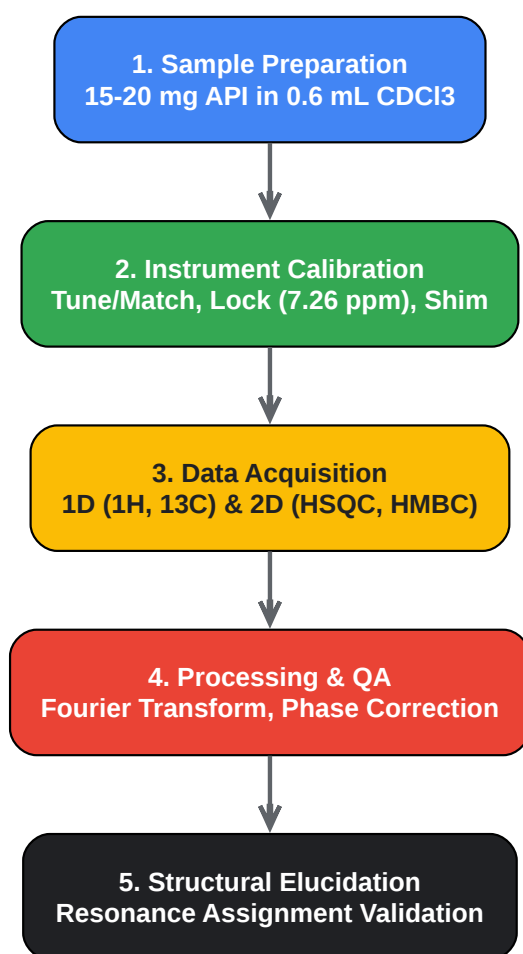 1. Sample Preparation
15-20 mg API in 0.6 mL CDCl3
2. Instrument Calibration
Tune/Match, Lock (7.26 ppm), Shim
3. Data Acquisition
1D (1H, 13C) & 2D (HSQC, HMBC)
4. Processing & QA
Fourier Transform, Phase Correction
5. Structural Elucidation
Resonance Assignment Validation